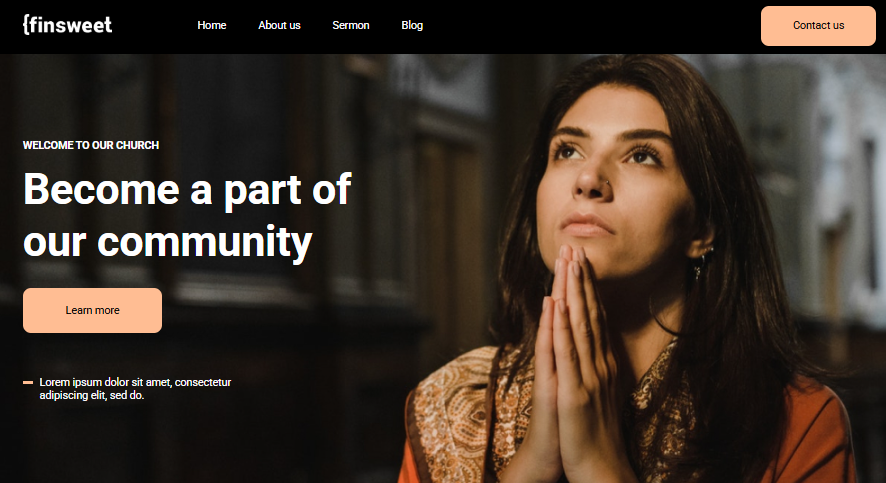 {finsweet
Home About us Sermon Blog
Contact us
WELCOME TO OUR CHURCH
Become a part of
our community
Learn more
Lorem ipsum dolor sit amet, consectetur
adipiscing elit, sed do.